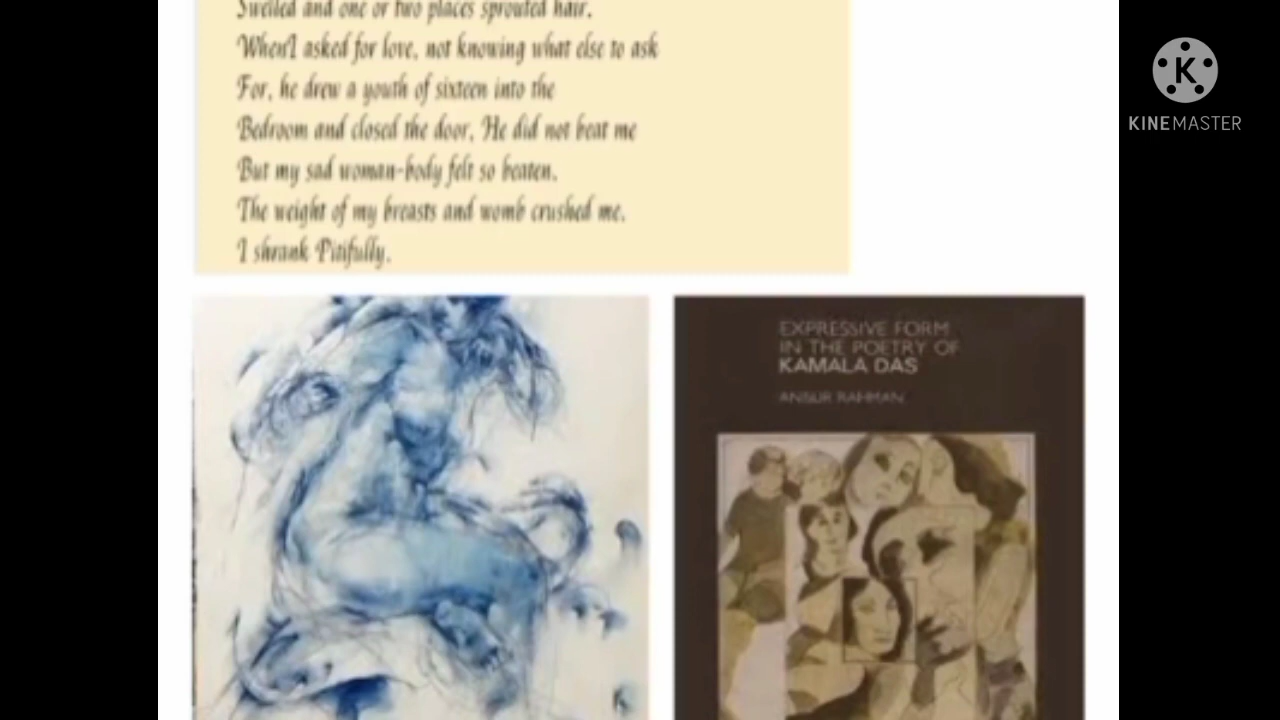 Swelled and one or two places sprouted hair.
When I asked for love, not knowing what else to ask
For, he drew a youth of sixteen into the
Bedroom and closed the door, He did not beat me
But my sad woman-body felt so beaten.
The weight of my breasts and womb crushed me.
I shrank Pitifully.
EXPRESSIVE FORM
IN THE POETRY OF
KAMALA DAS
ANISUR RAHMAN
K
KINEMASTER